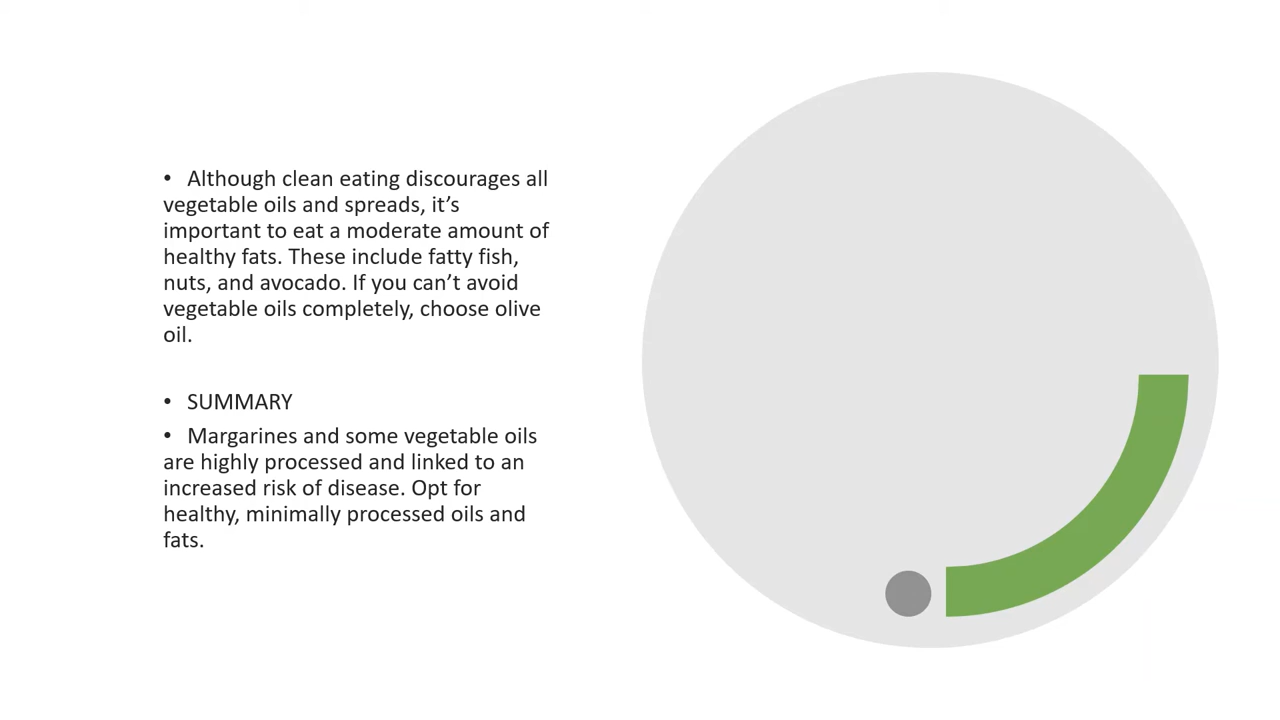 • Although clean eating discourages all
vegetable oils and spreads, it’s
important to eat a moderate amount of
healthy fats. These include fatty fish,
nuts, and avocado. If you can’t avoid
vegetable oils completely, choose olive
oil.
• SUMMARY
• Margarines and some vegetable oils
are highly processed and linked to an
increased risk of disease. Opt for
healthy, minimally processed oils and
fats.